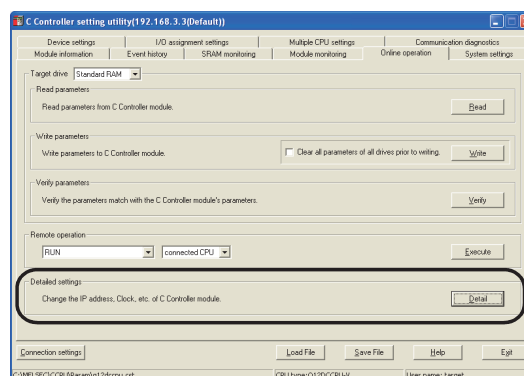 C Controller setting utility(192.168.3.3(Default))
Device settings I/O assignment settings Multiple CPU settings Communication diagnostics
Module information Event history SRAM monitoring Module monitoring Online operation System settings
Target drive Standard RAM
Read parameters
Read parameters from C Controller module. Read
Write parameters
Write parameters to C Controller module. Clear all parameters of all drives prior to writing. Write
Verify parameters
Verify the parameters match with the C Controller module's parameters. Verify
Remote operation
RUN connected CPU Execute
Detailed settings
Change the IP address, Clock, etc. of C Controller module. Detail
Connection settings Load File Save File Help Exit
C:\MELSEC\CCPU\Param\q12dccpu.cst CPU type:Q12DCCPU-V User name: target